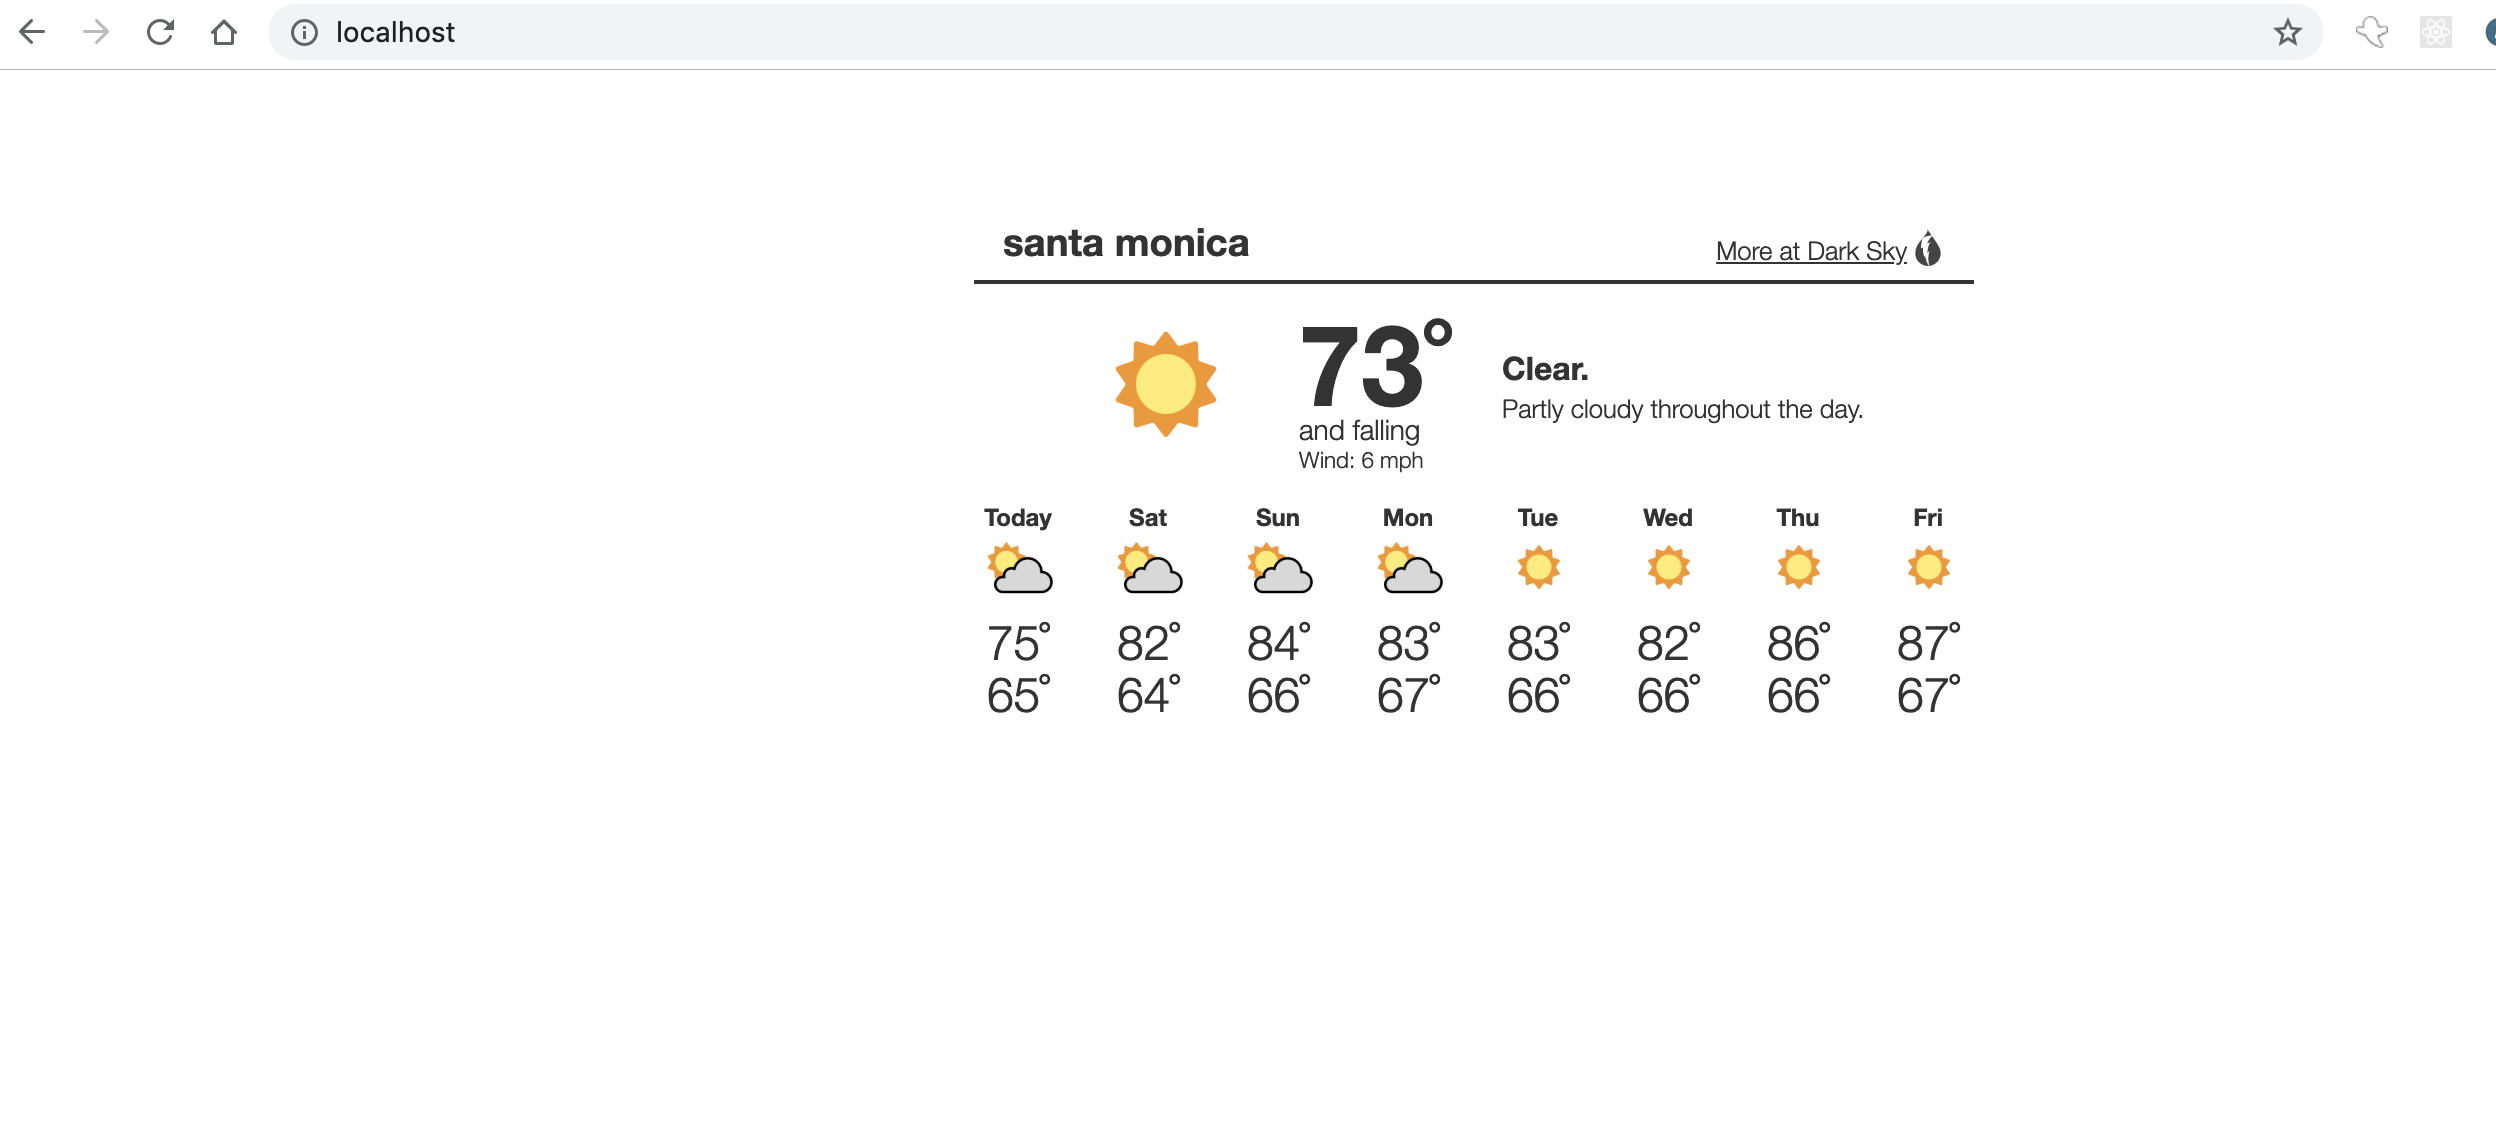 localhost
santa monica
More at Dark Sky
73°
and falling
Wind: 6 mph
Clear.
Partly cloudy throughout the day.
Today Sat Sun Mon Tue Wed Thu Fri
75° 82° 84° 83° 83° 82° 86° 87°
65° 64° 66° 67° 66° 66° 66° 67°